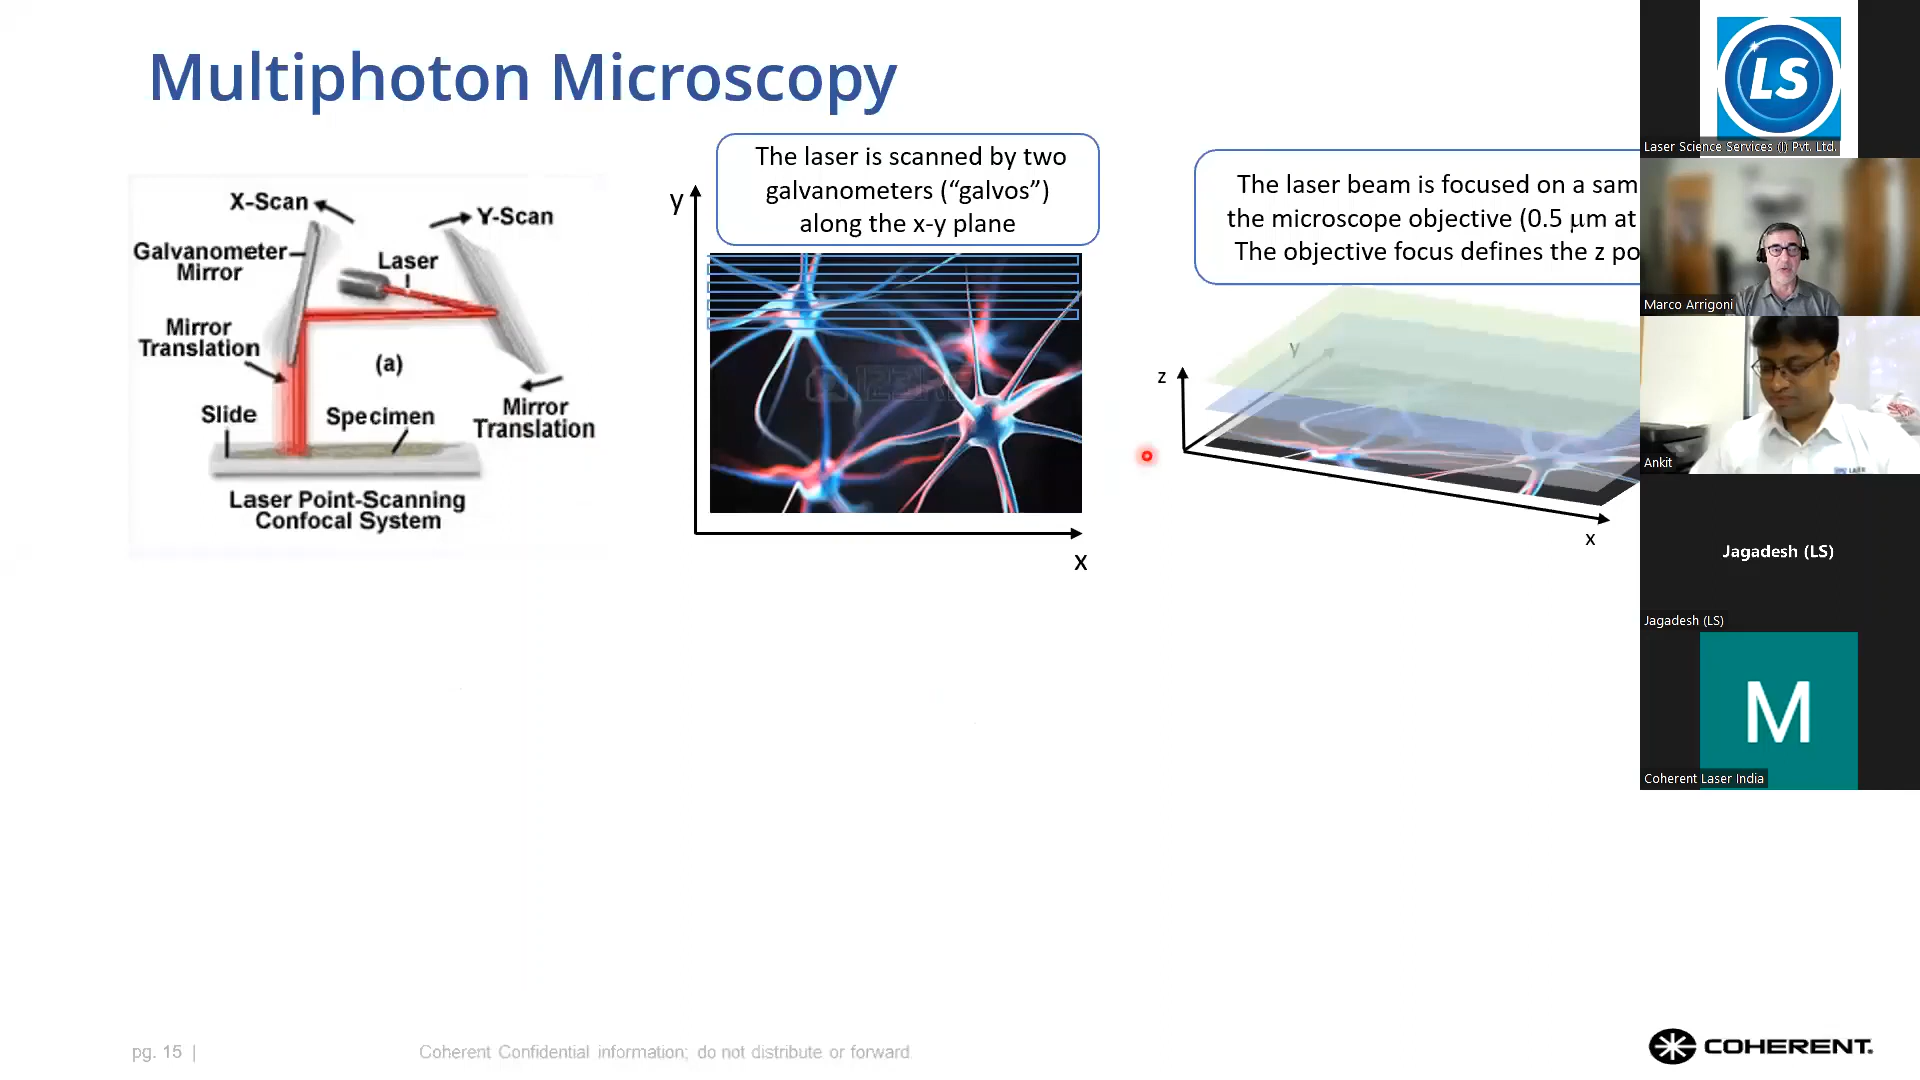 Multiphoton Microscopy
X-Scan
Y-Scan
Galvanometer
Mirror
Laser
Mirror
Translation
(a)
Slide
Specimen
Mirror
Translation
Laser Point-Scanning
Confocal System
The laser is scanned by two
galvanometers (“galvos”)
along the x-y plane
y
x
The laser beam is focused on a sam
the microscope objective (0.5 μm at
The objective focus defines the z po
z
y
x
LS
Laser Science Services (I) Pvt. Ltd.
Marco Arrigoni
Ankit
Jagadesh (LS)
Jagadesh (LS)
M
Coherent Laser India
pg. 15 |
Coherent Confidential information; do not distribute or forward
COHERENT.